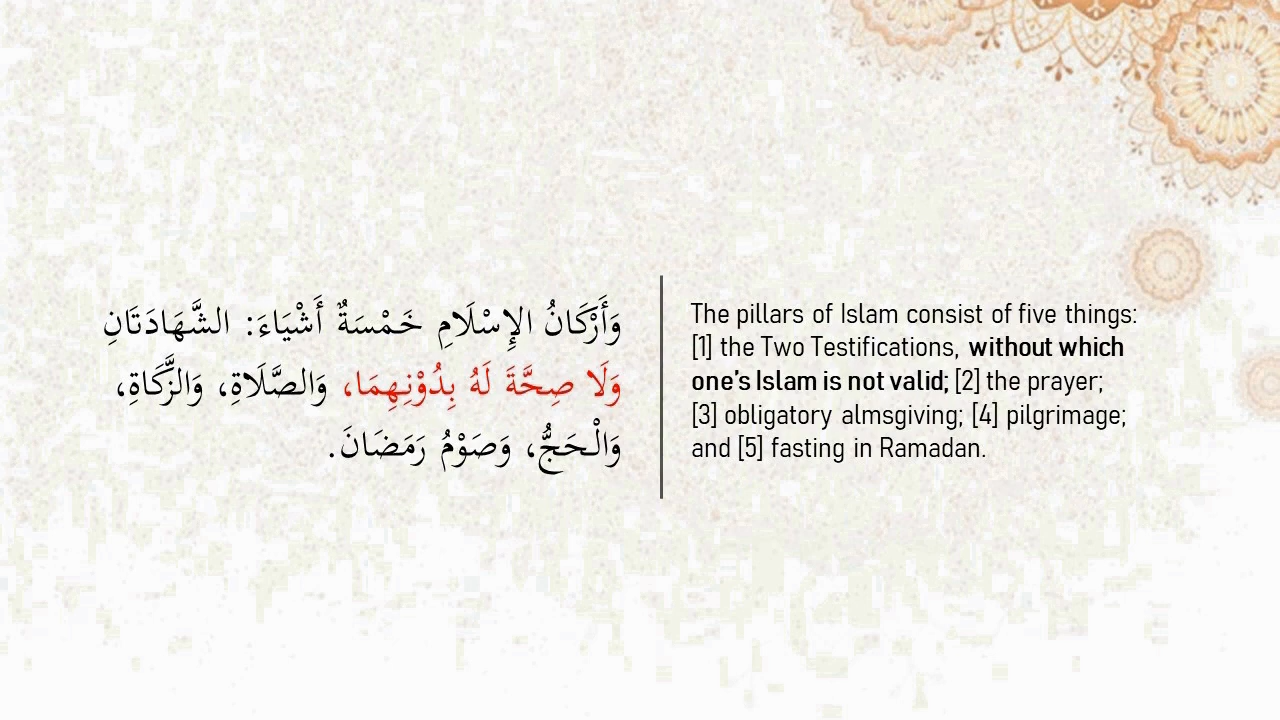 وَأَرْكَانُ الإِسْلَامِ خَمْسَةٌ أَشْيَاءَ: الشَّهَادَتَانِ
وَلَا صِحَّةَ لَهُ بِدُوْنِهِمَا، وَالصَّلَاةِ، وَالزَّكَاةِ،
وَالْحَجُّ، وَصَوْمُ رَمَضَانَ.
The pillars of Islam consist of five things:
[1] the Two Testifications, without which
one's Islam is not valid; [2] the prayer;
[3] obligatory almsgiving; [4] pilgrimage;
and [5] fasting in Ramadan.